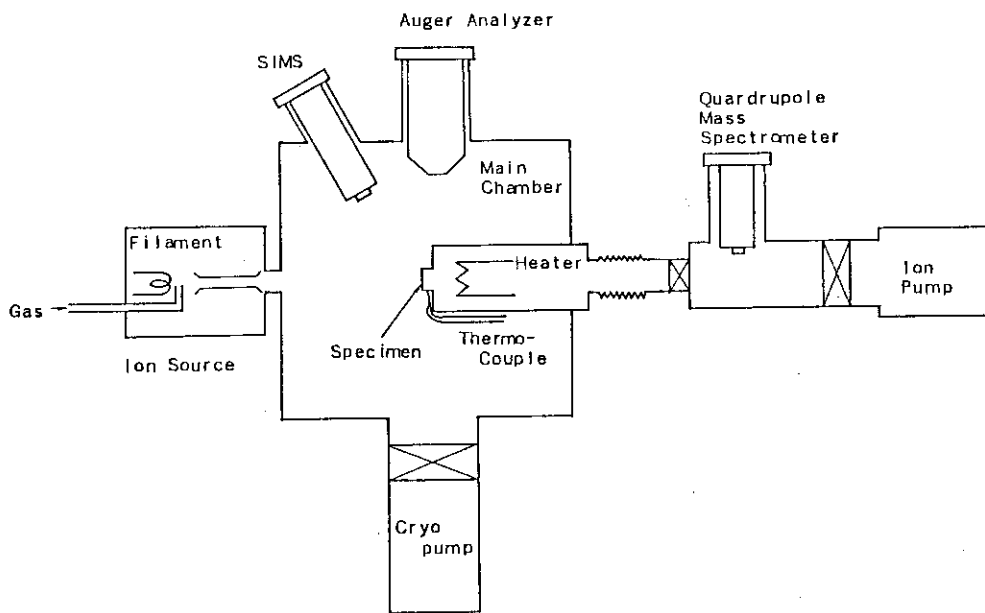 Auger Analyzer
SIMS
Quardrupole
Mass
Spectrometer
Main
Chamber
Filament
Heater
Ion
Pump
Gas
Specimen
Thermo-
Couple
Ion Source
Cryo
pump